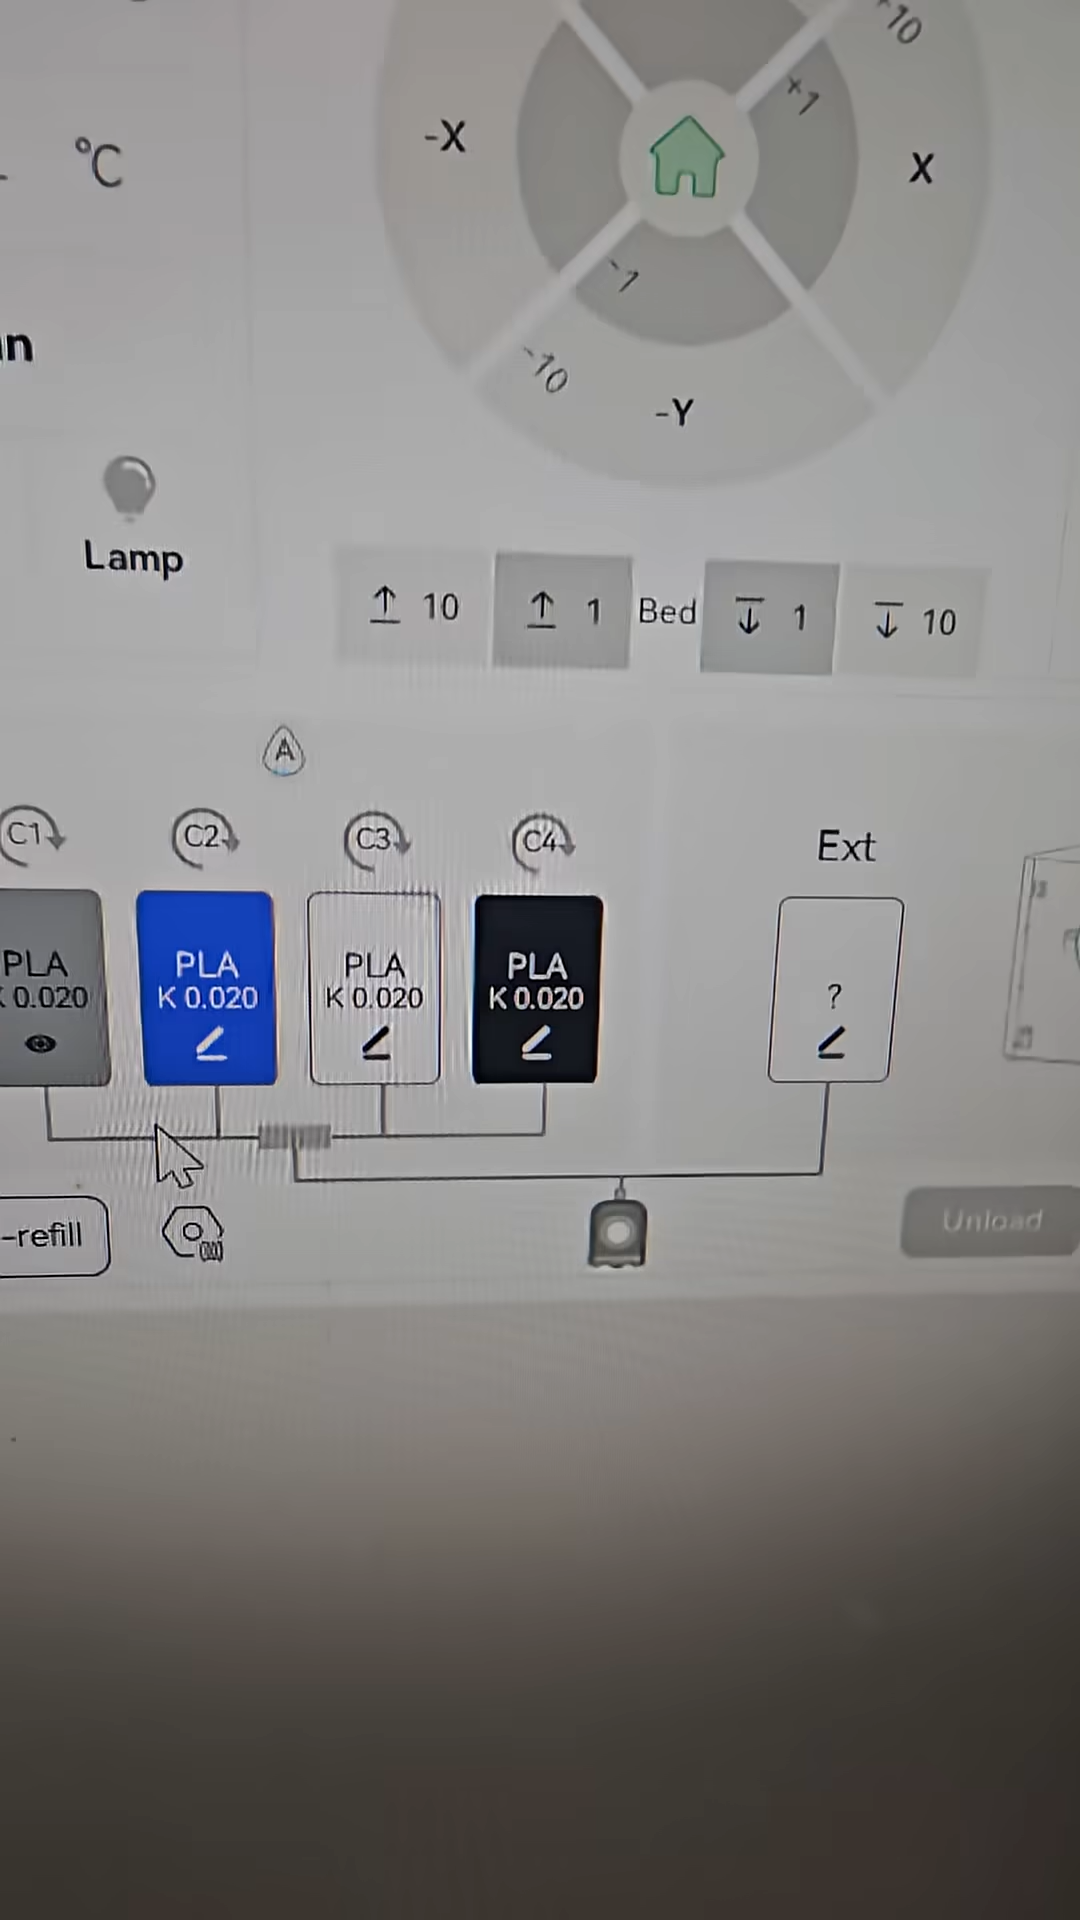 +10
+1
°C
-X
X
-1
-10
-Y
Lamp
10
1
Bed
1
10
A
C1
C2
C3
C4
Ext
PLA
K 0.020
PLA
K 0.020
PLA
K 0.020
PLA
?
0.020
-refill
Unload